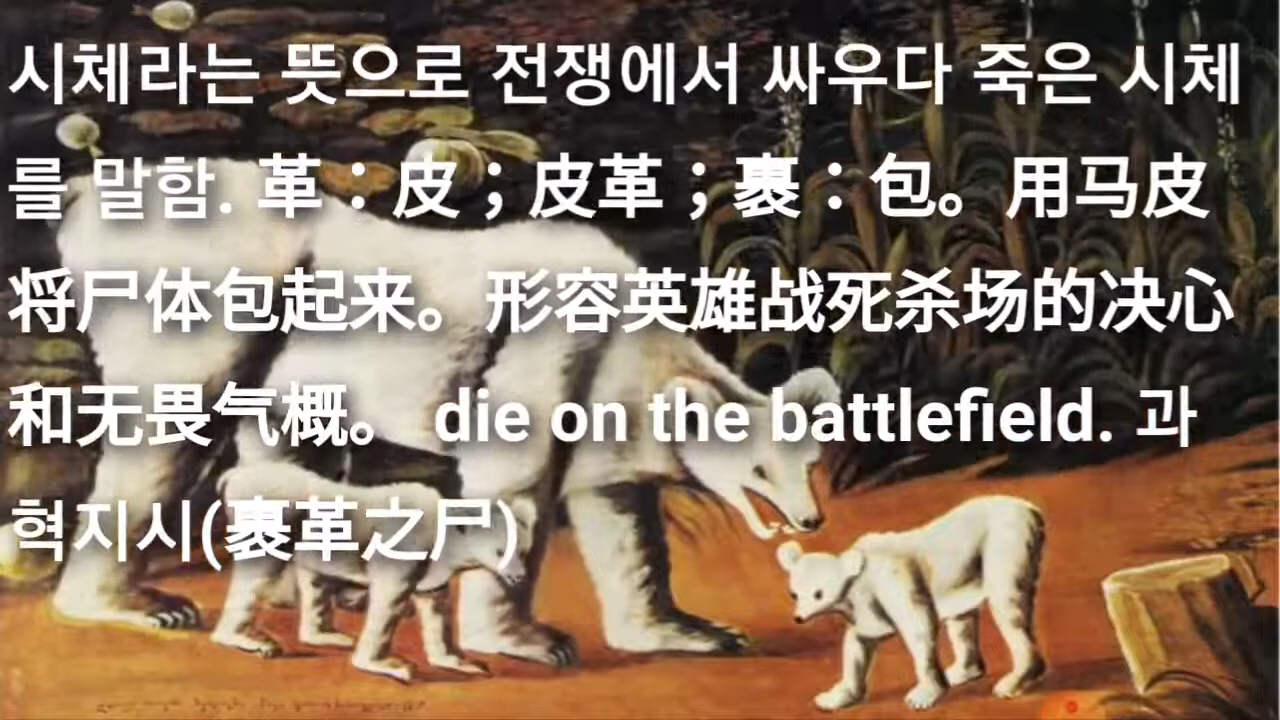 시체라는 뜻으로 전쟁에서 싸우다 죽은 시체
를 말함. 革：皮；皮革；裹：包。用马皮
将尸体包起来。形容英雄战死杀场的决心
和无畏气概。 die on the battlefield. 과
혁지시(裹革之尸)